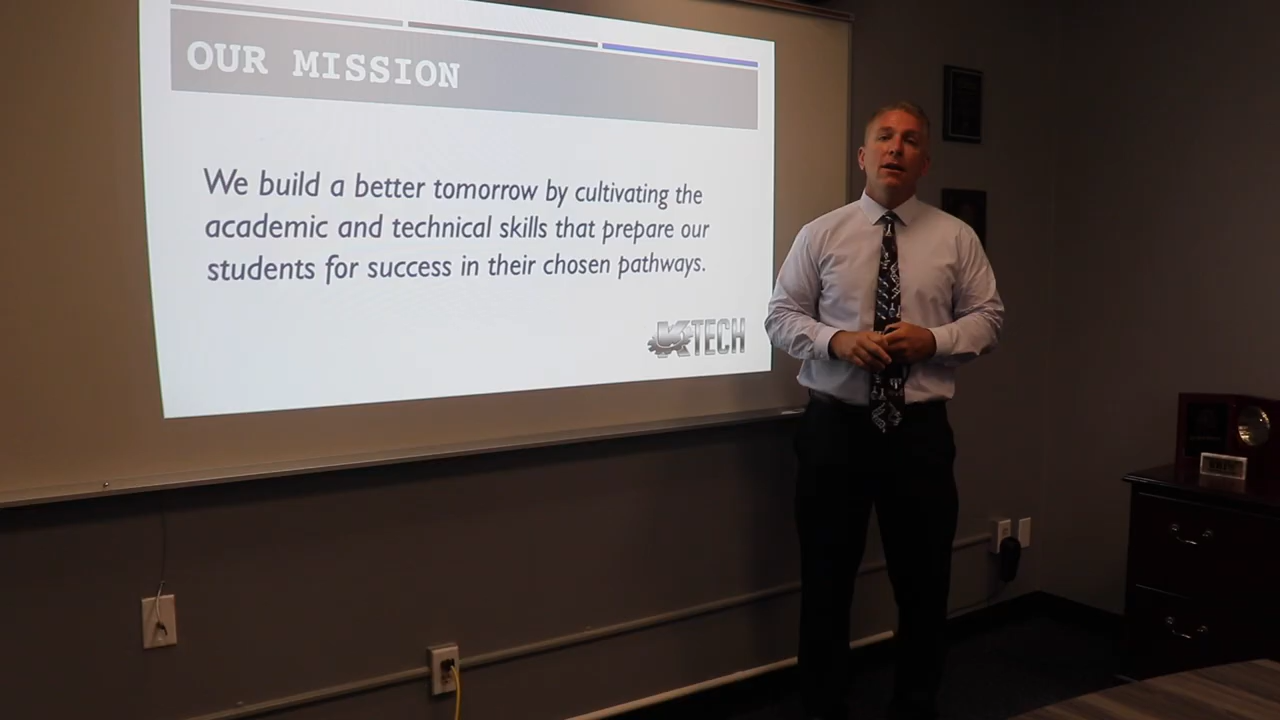 OUR MISSION
We build a better tomorrow by cultivating the
academic and technical skills that prepare our
students for success in their chosen pathways.
KTECH